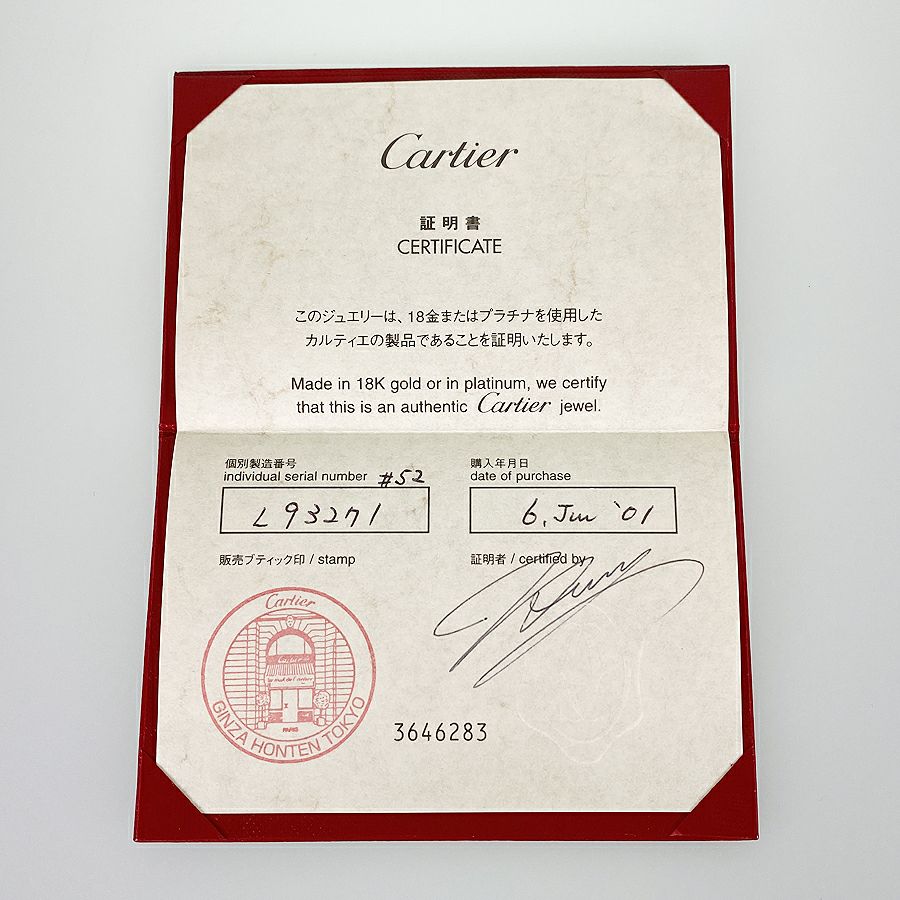 Cartier
証明書
CERTIFICATE
このジュエリーは、18金またはプラチナを使用した
カルティエの製品であることを証明いたします。
Made in 18K gold or in platinum, we certify
that this is an authentic Cartier jewel.
個別製造番号
individual serial number #52
L93271
購入年月日
date of purchase
6. Jun '01
販売ブティック印 / stamp
証明者 / certified by
Cartier
Cartier
PARIS
GINZA HONTEN TOKYO
3646283